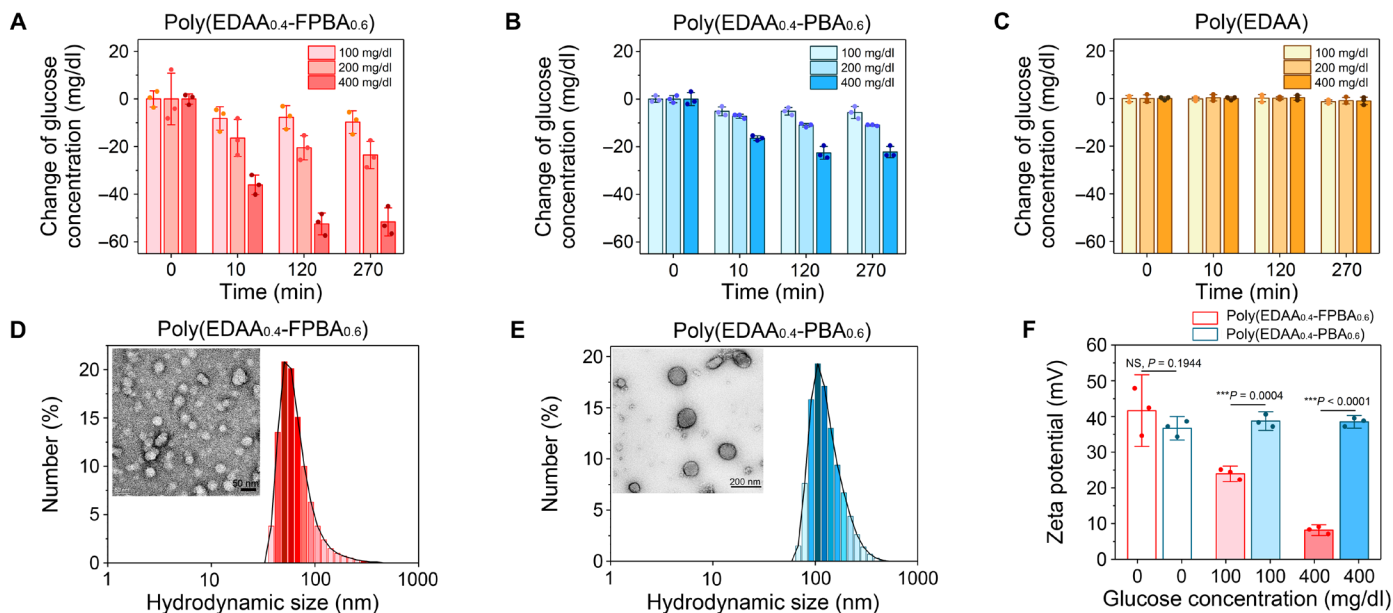 A
Poly(EDAA0.4-FPBA0.6)
Change of glucose
concentration (mg/dl)
20
0
−20
−40
−60
100 mg/dl
200 mg/dl
400 mg/dl
0 10 120 270
Time (min)
B
Poly(EDAA0.4-PBA0.6)
Change of glucose
concentration (mg/dl)
20
0
−20
−40
−60
100 mg/dl
200 mg/dl
400 mg/dl
0 10 120 270
Time (min)
C
Poly(EDAA)
Change of glucose
concentration (mg/dl)
20
0
−20
−40
−60
100 mg/dl
200 mg/dl
400 mg/dl
0 10 120 270
Time (min)
D
Poly(EDAA0.4-FPBA0.6)
Number (%)
20
15
10
5
0
50 nm
1 10 100 1000
Hydrodynamic size (nm)
E
Poly(EDAA0.4-PBA0.6)
Number (%)
20
15
10
5
0
200 nm
1 10 100 1000
Hydrodynamic size (nm)
F
Poly(EDAA0.4-FPBA0.6)
Poly(EDAA0.4-PBA0.6)
Zeta potential (mV)
60
50
40
30
20
10
0
NS, P = 0.1944
***P = 0.0004
***P < 0.0001
0 0 100 100 400 400
Glucose concentration (mg/dl)